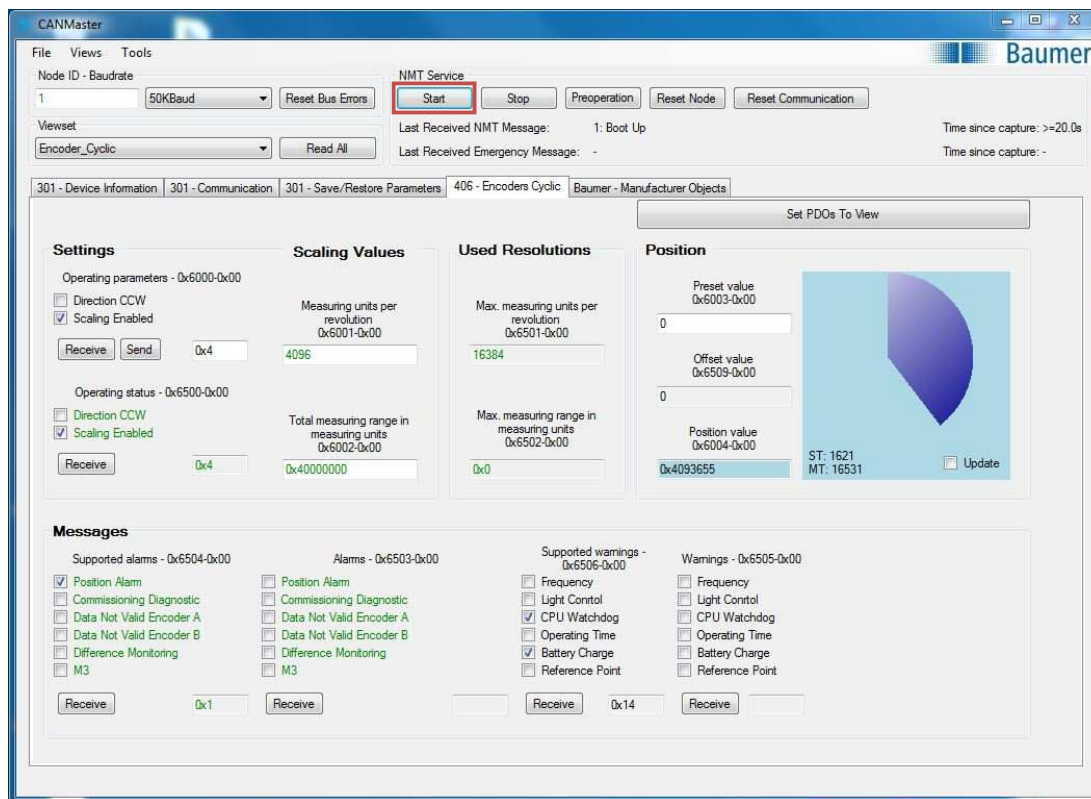 CANMaster
File Views Tools
Baumer
Node ID - Baudrate
1 50KBaud Reset Bus Errors
NMT Service
Start Stop Preoperation Reset Node Reset Communication
Viewset
Encoder_Cyclic Read All
Last Received NMT Message: 1: Boot Up Time since capture: >=20.0s
Last Received Emergency Message: - Time since capture: -
301 - Device Information 301 - Communication 301 - Save/Restore Parameters 406 - Encoders Cyclic Baumer - Manufacturer Objects
Set PDOs To View
Settings
Operating parameters - 0x6000-0x00
Direction CCW
Scaling Enabled
Receive Send 0x4
Operating status - 0x6500-0x00
Direction CCW
Scaling Enabled
Receive 0x4
Scaling Values
Measuring units per
revolution
0x6001-0x00
4096
Total measuring range in
measuring units
0x6002-0x00
0x40000000
Used Resolutions
Max. measuring units per
revolution
0x6501-0x00
16384
Max. measuring range in
measuring units
0x6502-0x00
0x0
Position
Preset value
0x6003-0x00
0
Offset value
0x6509-0x00
0
Position value
0x6004-0x00
0x4093655
ST: 1621
MT: 16531
Update
Messages
Supported alarms - 0x6504-0x00
Position Alarm
Commissioning Diagnostic
Data Not Valid Encoder A
Data Not Valid Encoder B
Difference Monitoring
M3
Receive 0x1
Alarms - 0x6503-0x00
Position Alarm
Commissioning Diagnostic
Data Not Valid Encoder A
Data Not Valid Encoder B
Difference Monitoring
M3
Receive
Supported warnings -
0x6506-0x00
Frequency
Light Conrtol
CPU Watchdog
Operating Time
Battery Charge
Reference Point
Receive 0x14
Warnings - 0x6505-0x00
Frequency
Light Conrtol
CPU Watchdog
Operating Time
Battery Charge
Reference Point
Receive